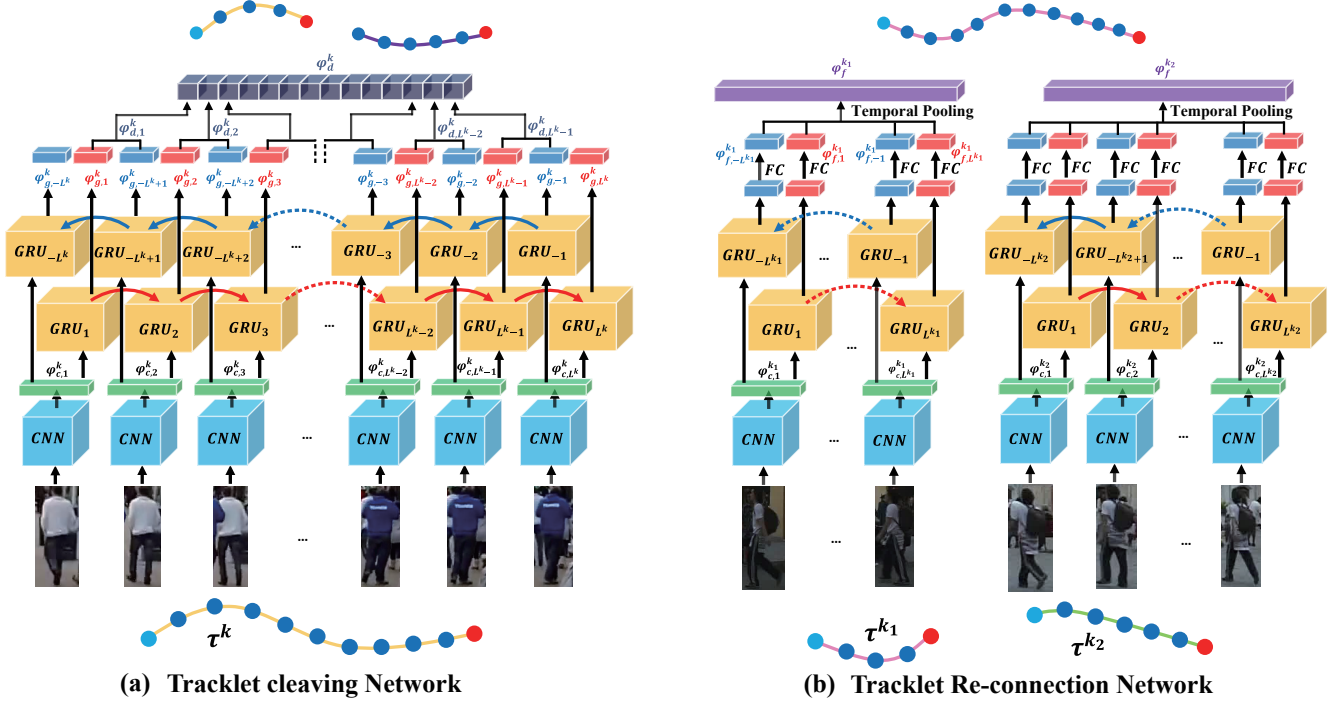 φ_d^k
φ_{d,1}^k φ_{d,2}^k φ_{d,L^k-2}^k φ_{d,L^k-1}^k
φ_{g,-L^k}^k φ_{g,1}^k φ_{g,-L^k+1}^k φ_{g,2}^k φ_{g,-L^k+2}^k φ_{g,3}^k φ_{g,-3}^k φ_{g,L^k-2}^k φ_{g,-2}^k φ_{g,L^k-1}^k φ_{g,-1}^k φ_{g,L^k}^k
GRU_{-L^k} GRU_{-L^k+1} GRU_{-L^k+2} ... GRU_{-3} GRU_{-2} GRU_{-1}
GRU_1 GRU_2 GRU_3 ... GRU_{L^k-2} GRU_{L^k-1} GRU_{L^k}
φ_{c,1}^k φ_{c,2}^k φ_{c,3}^k φ_{c,L^k-2}^k φ_{c,L^k-1}^k φ_{c,L^k}^k
CNN CNN CNN ... CNN CNN CNN
...
τ^k
(a) Tracklet cleaving Network
φ_f^{k_1} φ_f^{k_2}
Temporal Pooling Temporal Pooling
φ_{f,-L^{k_1}}^{k_1} φ_{f,1}^{k_1} φ_{f,-1}^{k_1} φ_{f,L^{k_1}}^{k_1}
FC FC FC FC FC FC FC FC FC FC
GRU_{-L^{k_1}} ... GRU_{-1} GRU_{-L^{k_2}} GRU_{-L^{k_2}+1} ... GRU_{-1}
GRU_1 ... GRU_{L^{k_1}} GRU_1 GRU_2 ... GRU_{L^{k_2}}
φ_{c,1}^{k_1} φ_{c,L^{k_1}}^{k_1} φ_{c,1}^{k_2} φ_{c,2}^{k_2} φ_{c,L^{k_2}}^{k_2}
CNN ... CNN CNN CNN ... CNN
... ...
τ^{k_1} τ^{k_2}
(b) Tracklet Re-connection Network